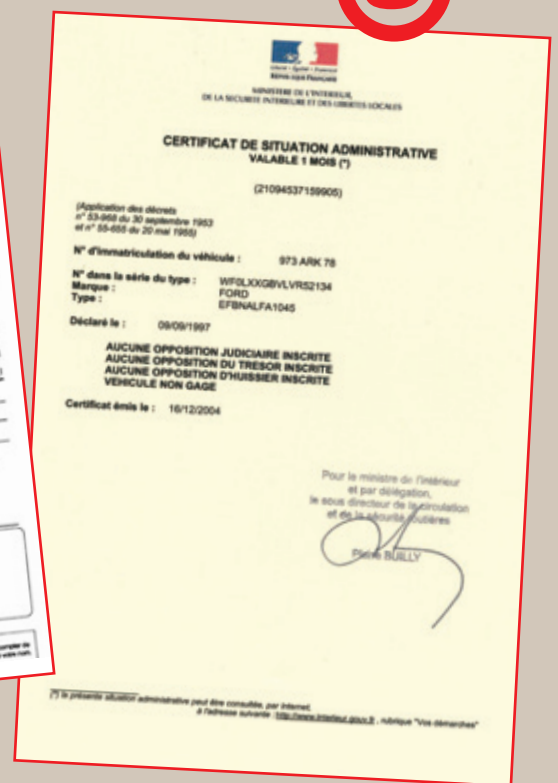 Liberté • Égalité • Fraternité
RÉPUBLIQUE FRANÇAISE
MINISTERE DE L'INTERIEUR,
DE LA SECURITE INTERIEURE ET DES LIBERTES LOCALES
CERTIFICAT DE SITUATION ADMINISTRATIVE
VALABLE 1 MOIS (*)
(21094537159905)
(Application des décrets
n° 53-968 du 30 septembre 1953
et n° 55-655 du 20 mai 1955)
N° d'immatriculation du véhicule : 973 ARK 78
N° dans la série du type : WF0LXXGBVLVR52134
Marque : FORD
Type : EFBNALFA1045
Déclaré le : 09/09/1997
AUCUNE OPPOSITION JUDICIAIRE INSCRITE
AUCUNE OPPOSITION DU TRESOR INSCRITE
AUCUNE OPPOSITION D'HUISSIER INSCRITE
VEHICULE NON GAGE
Certificat émis le : 16/12/2004
Pour le ministre de l'intérieur
et par délégation,
le sous directeur de la circulation
et de la sécurité routières
BUILLY
(*) la présente situation administrative peut être consultée, par internet,
à l'adresse suivante : http://www.interieur.gouv.fr , rubrique "Vos démarches"